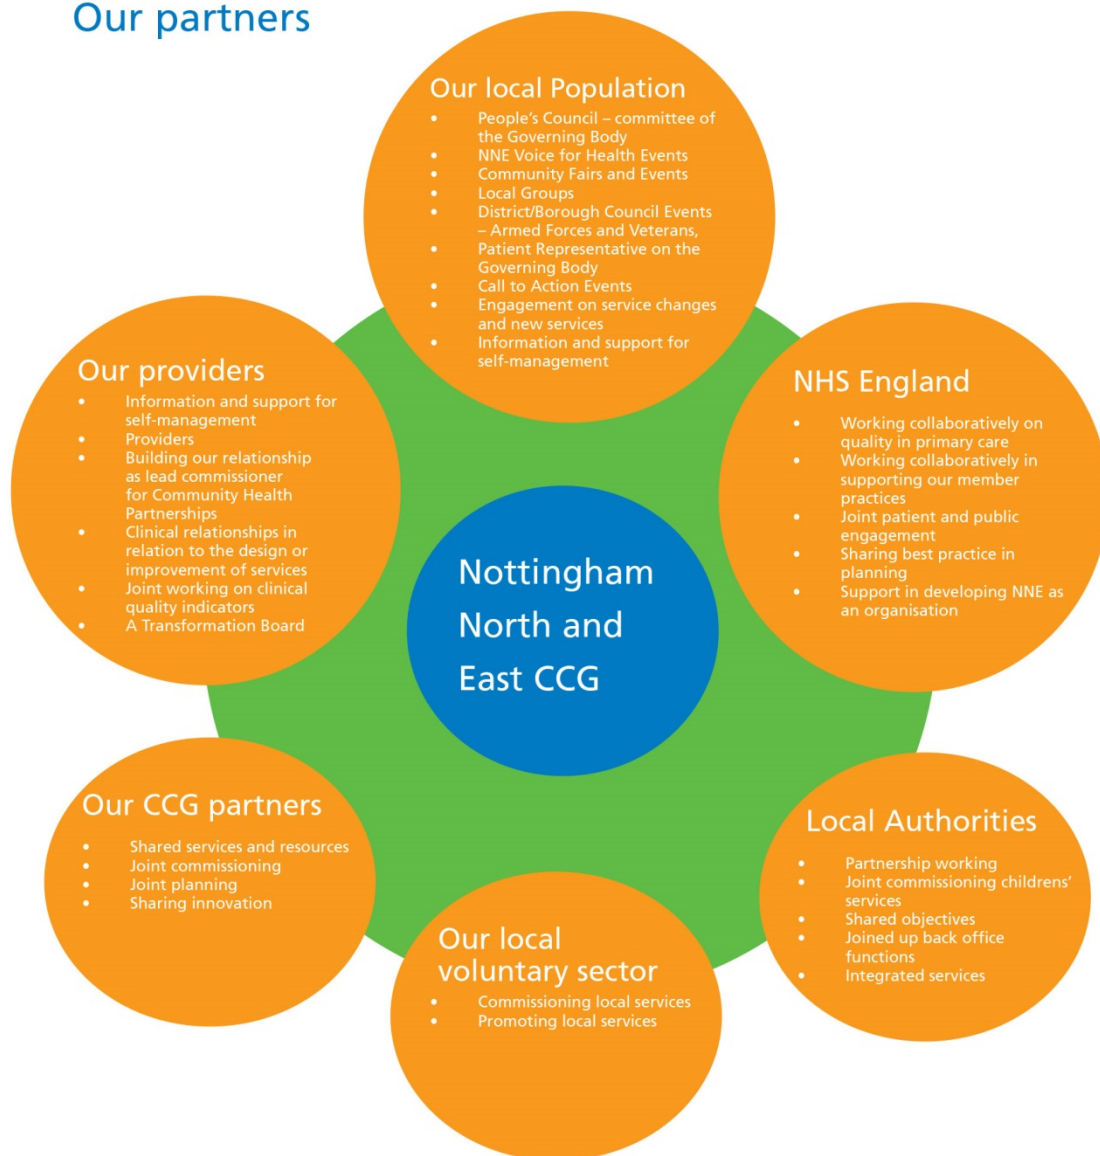 Our partners
Our local Population
• People's Council – committee of
the Governing Body
• NNE Voice for Health Events
• Community Fairs and Events
• Local Groups
• District/Borough Council Events
– Armed Forces and Veterans,
• Patient Representative on the
Governing Body
• Call to Action Events
• Engagement on service changes
and new services
• Information and support for
self-management
Our providers
• Information and support for
self-management
• Providers
• Building our relationship
as lead commissioner
for Community Health
Partnerships
• Clinical relationships in
relation to the design or
improvement of services
• Joint working on clinical
quality indicators
• A Transformation Board
NHS England
• Working collaboratively on
quality in primary care
• Working collaboratively in
supporting our member
practices
• Joint patient and public
engagement
• Sharing best practice in
planning
• Support in developing NNE as
an organisation
Nottingham
North and
East CCG
Our CCG partners
• Shared services and resources
• Joint commissioning
• Joint planning
• Sharing innovation
Our local
voluntary sector
• Commissioning local services
• Promoting local services
Local Authorities
• Partnership working
• Joint commissioning childrens'
services
• Shared objectives
• Joined up back office
functions
• Integrated services